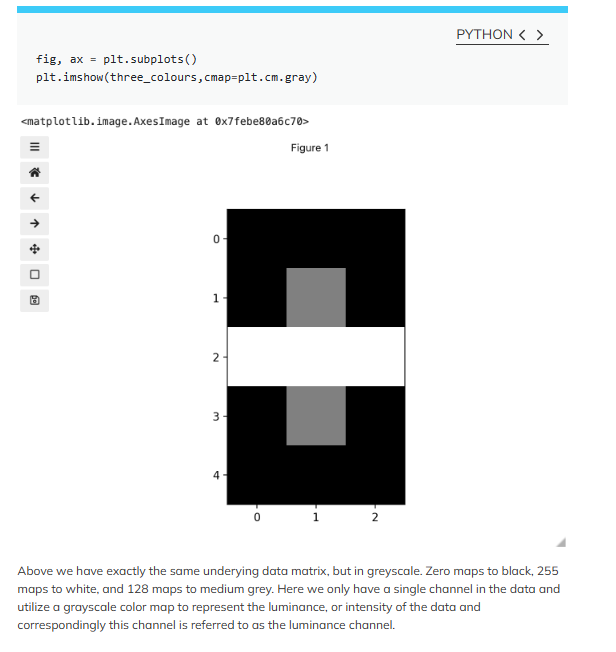 PYTHON < >
fig, ax = plt.subplots()
plt.imshow(three_colours,cmap=plt.cm.gray)
<matplotlib.image.AxesImage at 0x7febe80a6c70>
Figure 1
0
1
2
3
4
0 1 2
Above we have exactly the same underying data matrix, but in greyscale. Zero maps to black, 255
maps to white, and 128 maps to medium grey. Here we only have a single channel in the data and
utilize a grayscale color map to represent the luminance, or intensity of the data and
correspondingly this channel is referred to as the luminance channel.